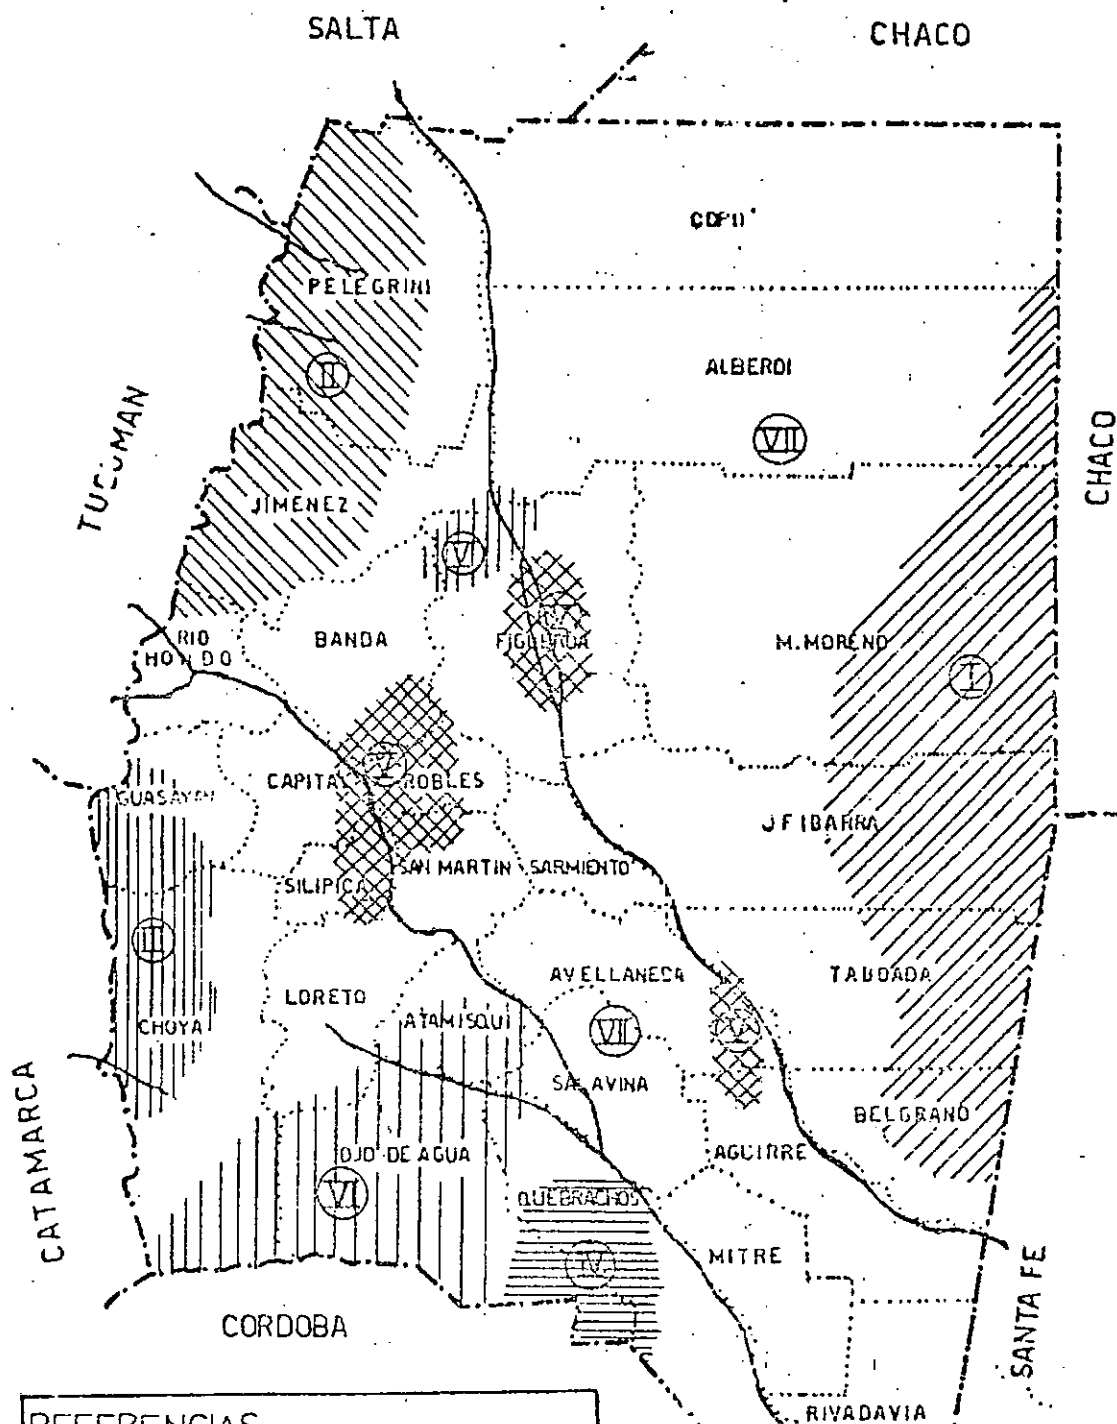 SALTA
CHACO
PELEGRINI
II
ALBERDI
VII
TUCUMAN
CHACO
JIMENEZ
VI
RIO
HONDO
BANDA
FIGUEROA
M. MORENO
I
GUASAYAN
CAPITAL
V
ROBLES
J F IBARRA
SILIPICA
SAN MARTIN
SARMIENTO
III
LORETO
AVELLANEDA
TABOADA
CHOYA
ATAMISQUI
VII
V
SALAVINA
BELGRANO
CATAMARCA
OJO DE AGUA
AGUIRRE
VI
QUEBRACHOS
IV
MITRE
CORDOBA
SANTA FE
REFERENCIAS
RIVADAVIA